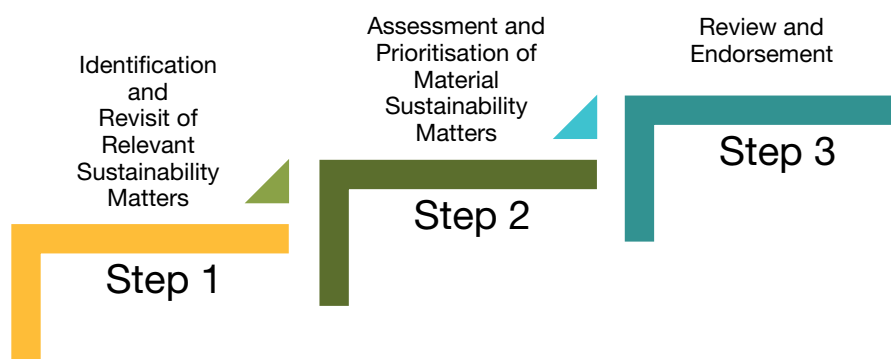 Identification
and
Revisit of
Relevant
Sustainability
Matters
Step 1
Assessment and
Prioritisation of
Material
Sustainability
Matters
Step 2
Review and
Endorsement
Step 3